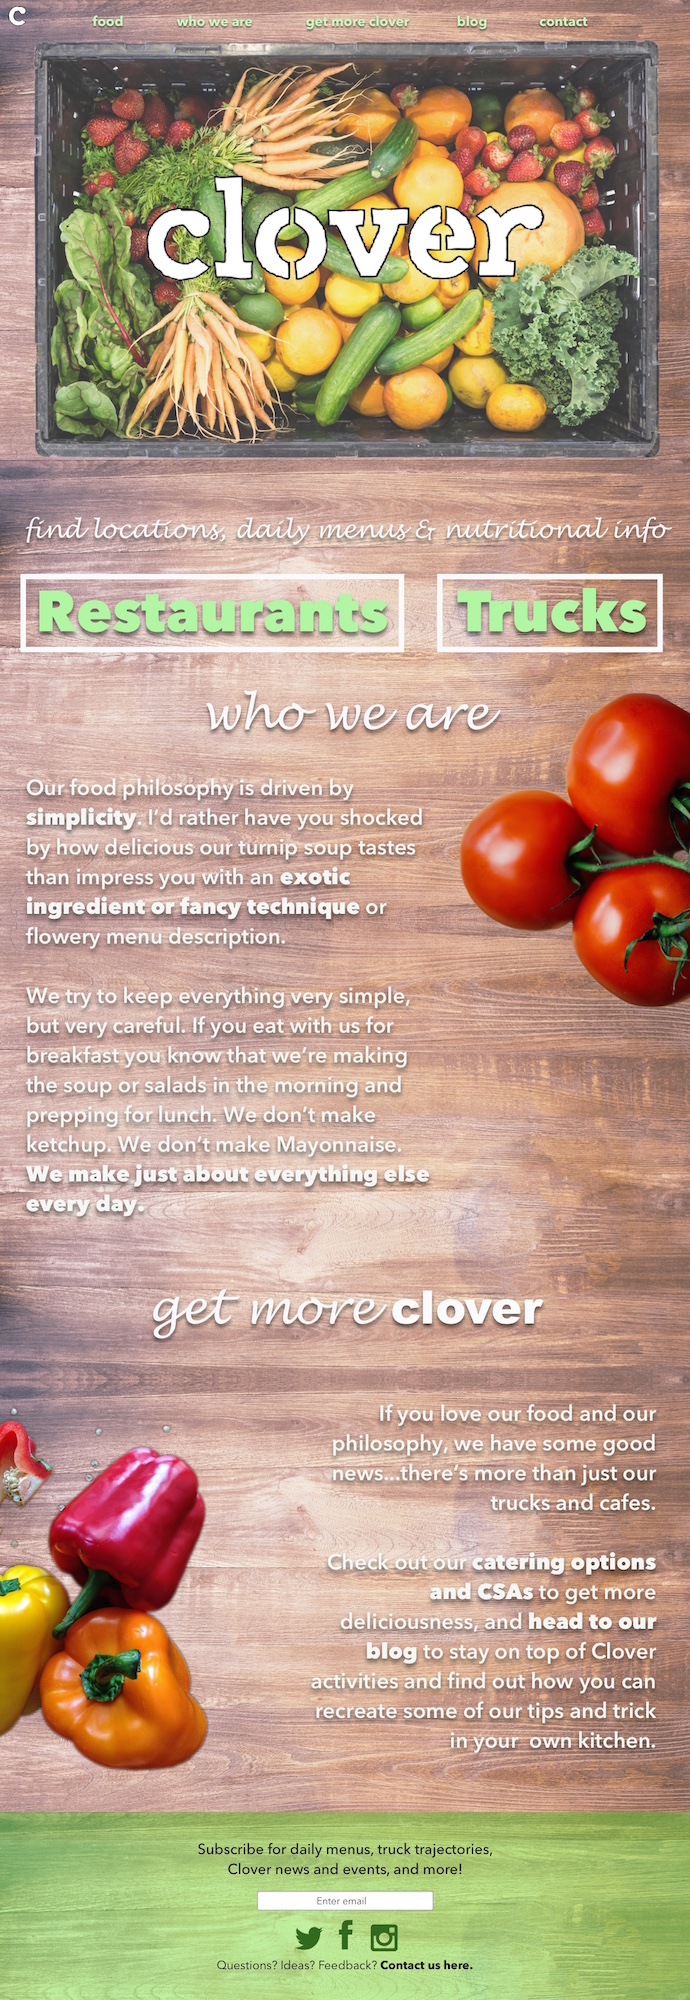 c food who we are get more clover blog contact
clover
find locations, daily menus & nutritional info
Restaurants Trucks
who we are
Our food philosophy is driven by
simplicity. I'd rather have you shocked
by how delicious our turnip soup tastes
than impress you with an exotic
ingredient or fancy technique or
flowery menu description.
We try to keep everything very simple,
but very careful. If you eat with us for
breakfast you know that we're making
the soup or salads in the morning and
prepping for lunch. We don't make
ketchup. We don't make Mayonnaise.
We make just about everything else
every day.
get more clover
If you love our food and our
philosophy, we have some good
news...there's more than just our
trucks and cafes.
Check out our catering options
and CSAs to get more
deliciousness, and head to our
blog to stay on top of Clover
activities and find out how you can
recreate some of our tips and trick
in your own kitchen.
Subscribe for daily menus, truck trajectories,
Clover news and events, and more!
Enter email
Questions? Ideas? Feedback? Contact us here.